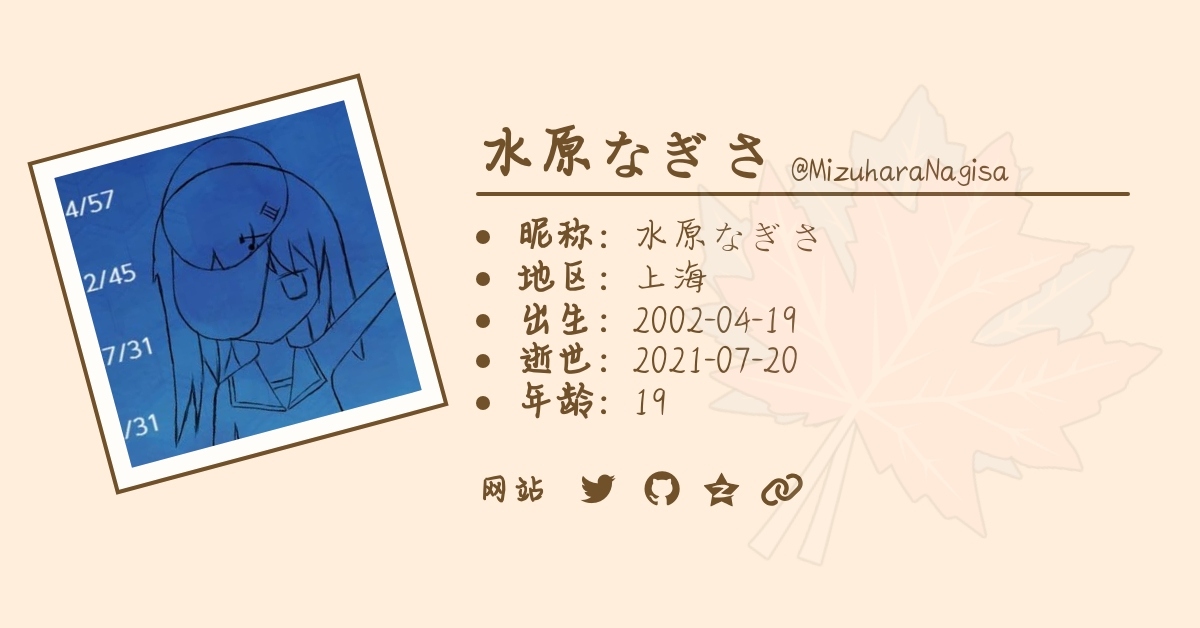 水原なぎさ @MizuharaNagisa
昵称： 水原なぎさ
地区： 上海
出生： 2002-04-19
逝世： 2021-07-20
年龄： 19
网站
4/57
2/45
7/31
/31